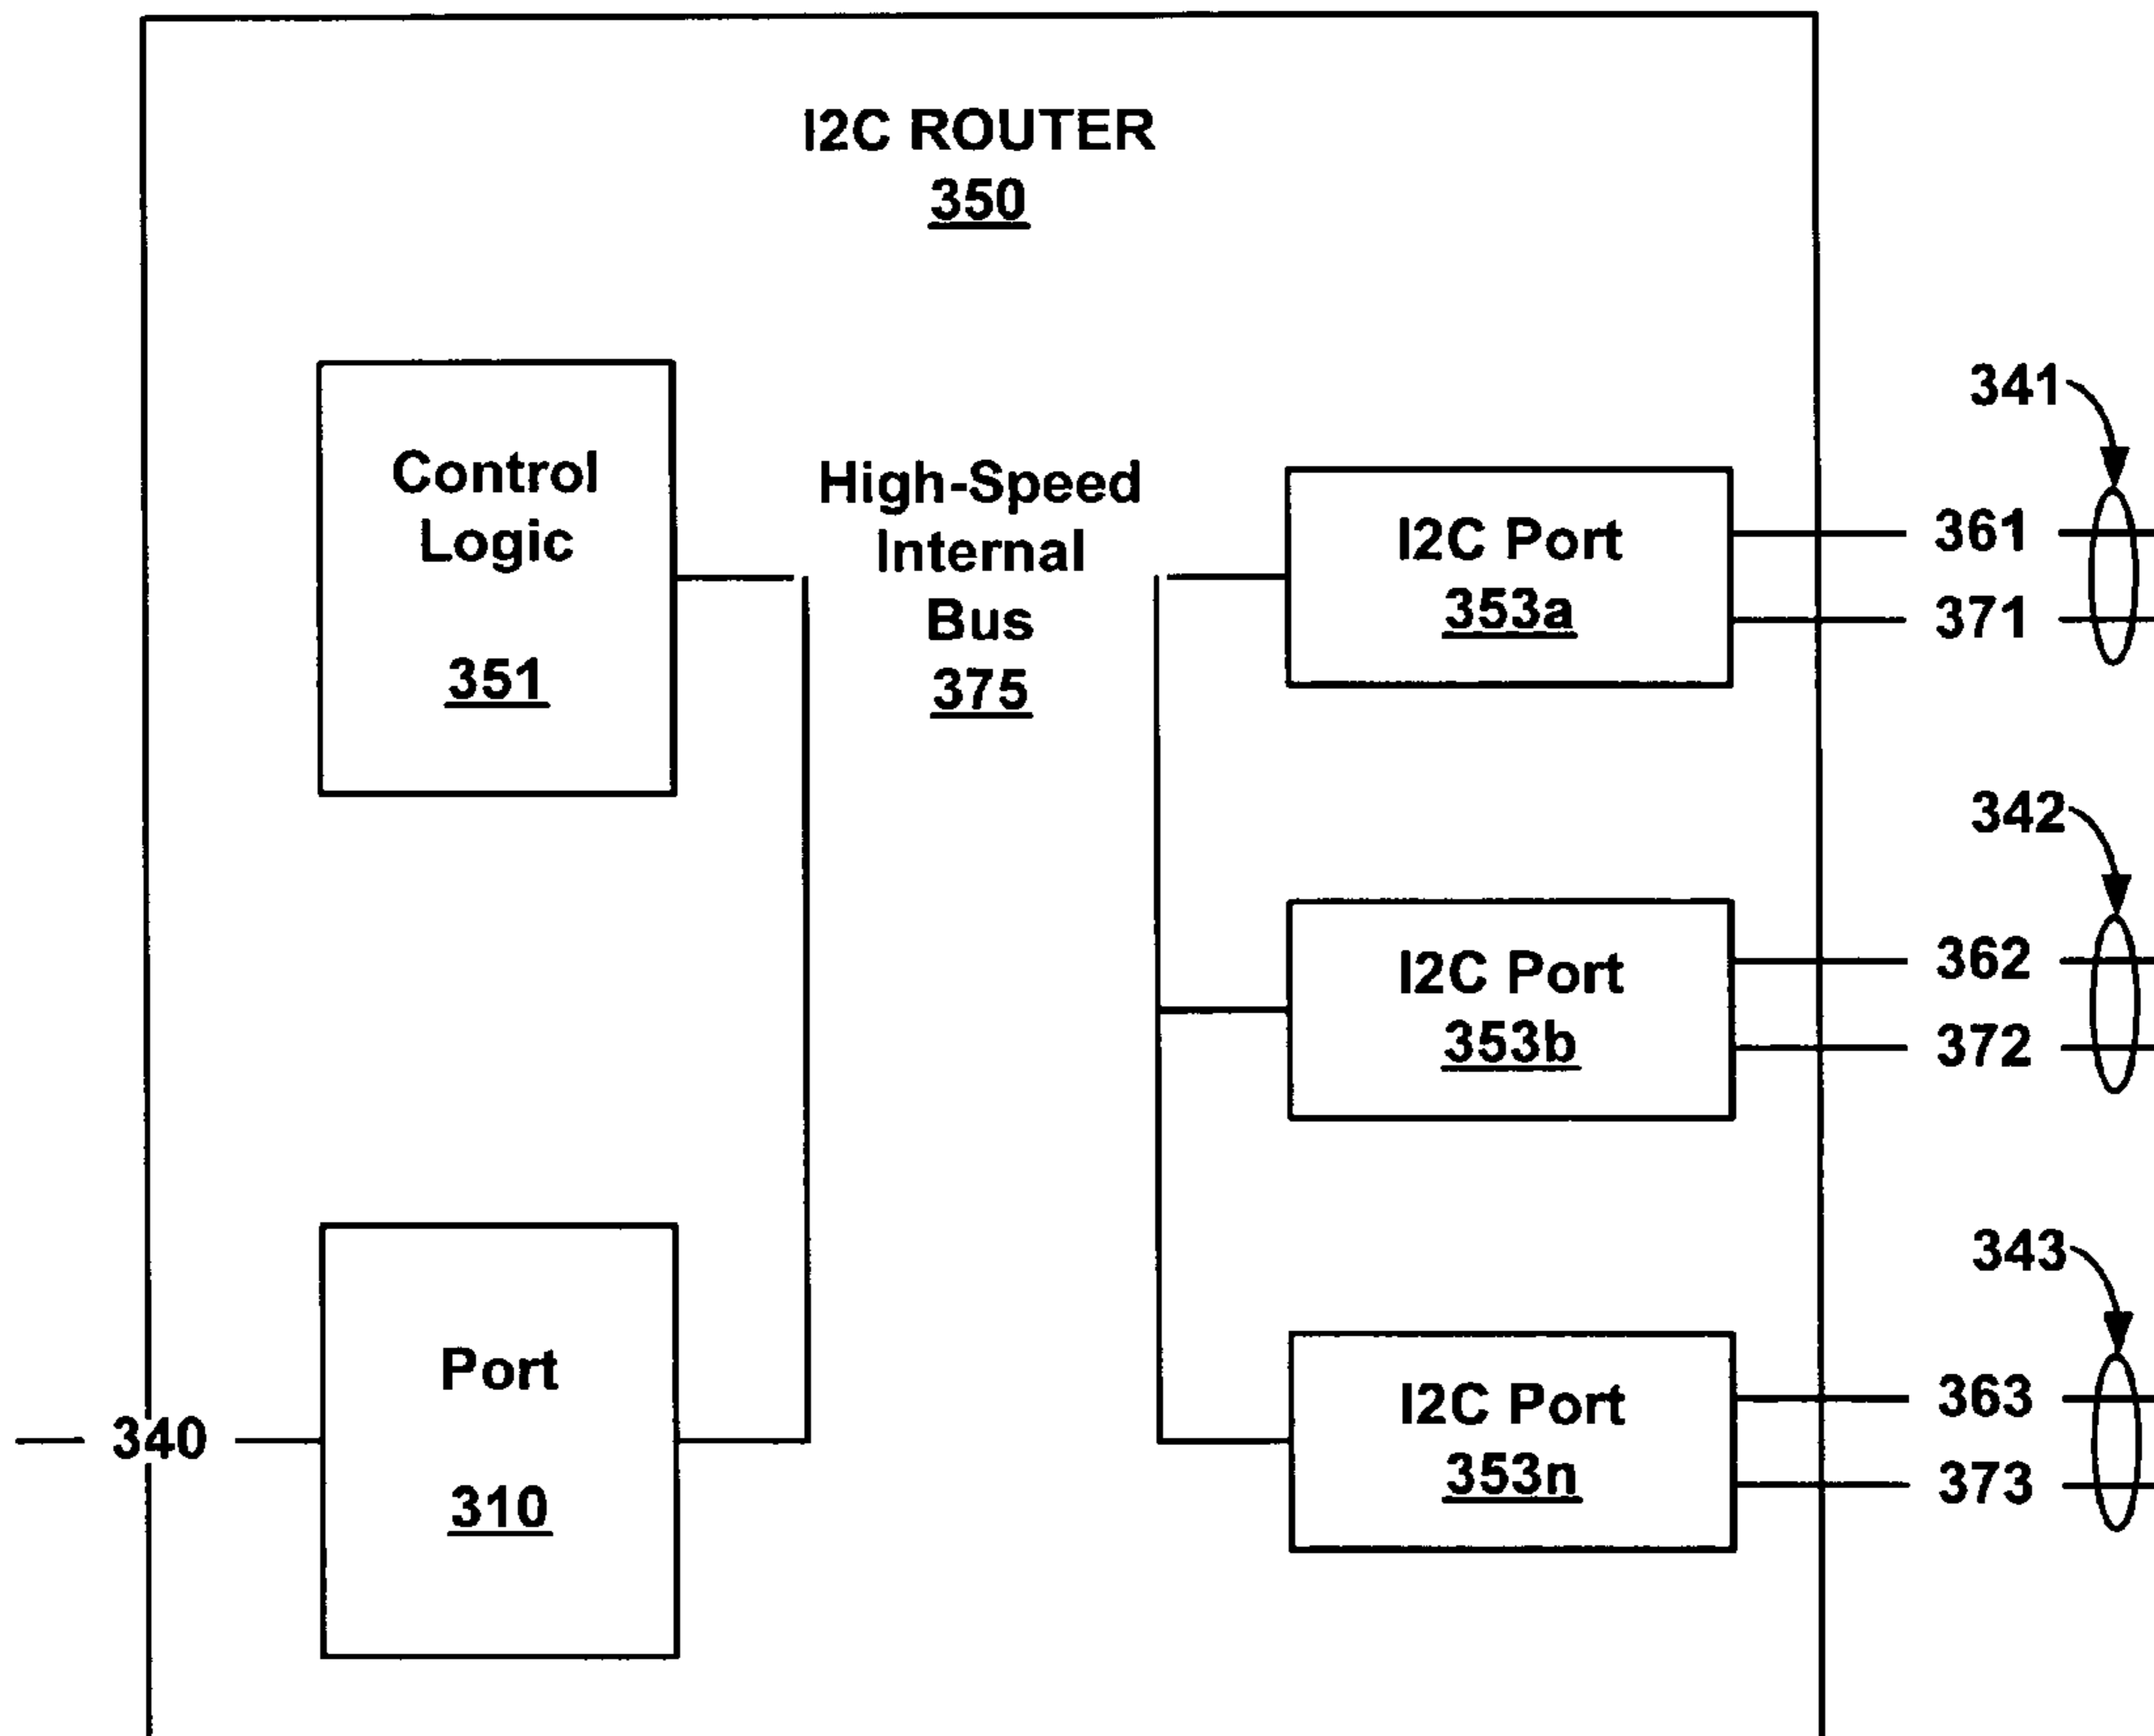 I2C ROUTER
350
Control
Logic
351
High-Speed
Internal
Bus
375
I2C Port
353a
341
361
371
I2C Port
353b
342
362
372
Port
310
340
I2C Port
353n
343
363
373